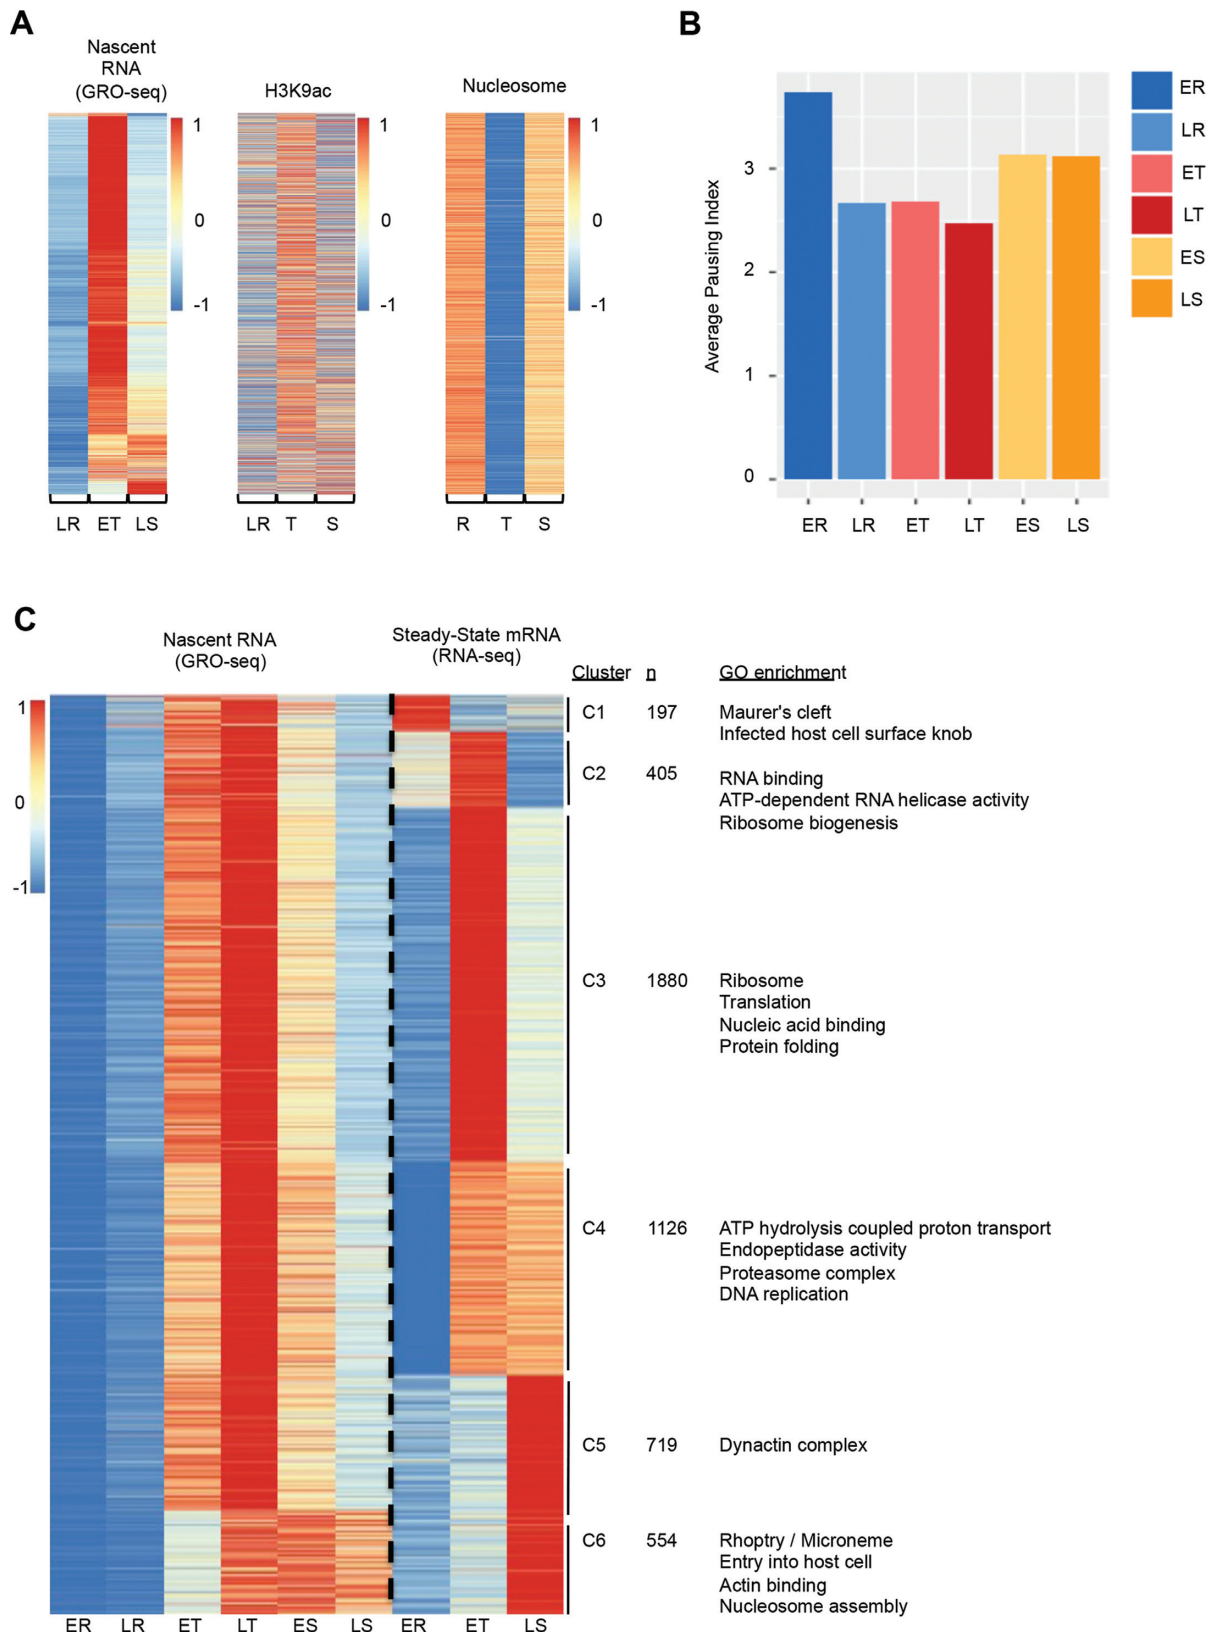 A
Nascent
RNA
(GRO-seq)
H3K9ac
Nucleosome
1
0
-1
1
0
-1
1
0
-1
LR ET LS
LR T S
R T S
B
Average Pausing Index
3
2
1
0
ER LR ET LT ES LS
ER
LR
ET
LT
ES
LS
C
Nascent RNA
(GRO-seq)
Steady-State mRNA
(RNA-seq)
1
0
-1
Cluster n GO enrichment
C1 197 Maurer's cleft
Infected host cell surface knob
C2 405 RNA binding
ATP-dependent RNA helicase activity
Ribosome biogenesis
C3 1880 Ribosome
Translation
Nucleic acid binding
Protein folding
C4 1126 ATP hydrolysis coupled proton transport
Endopeptidase activity
Proteasome complex
DNA replication
C5 719 Dynactin complex
C6 554 Rhoptry / Microneme
Entry into host cell
Actin binding
Nucleosome assembly
ER LR ET LT ES LS ER ET LS